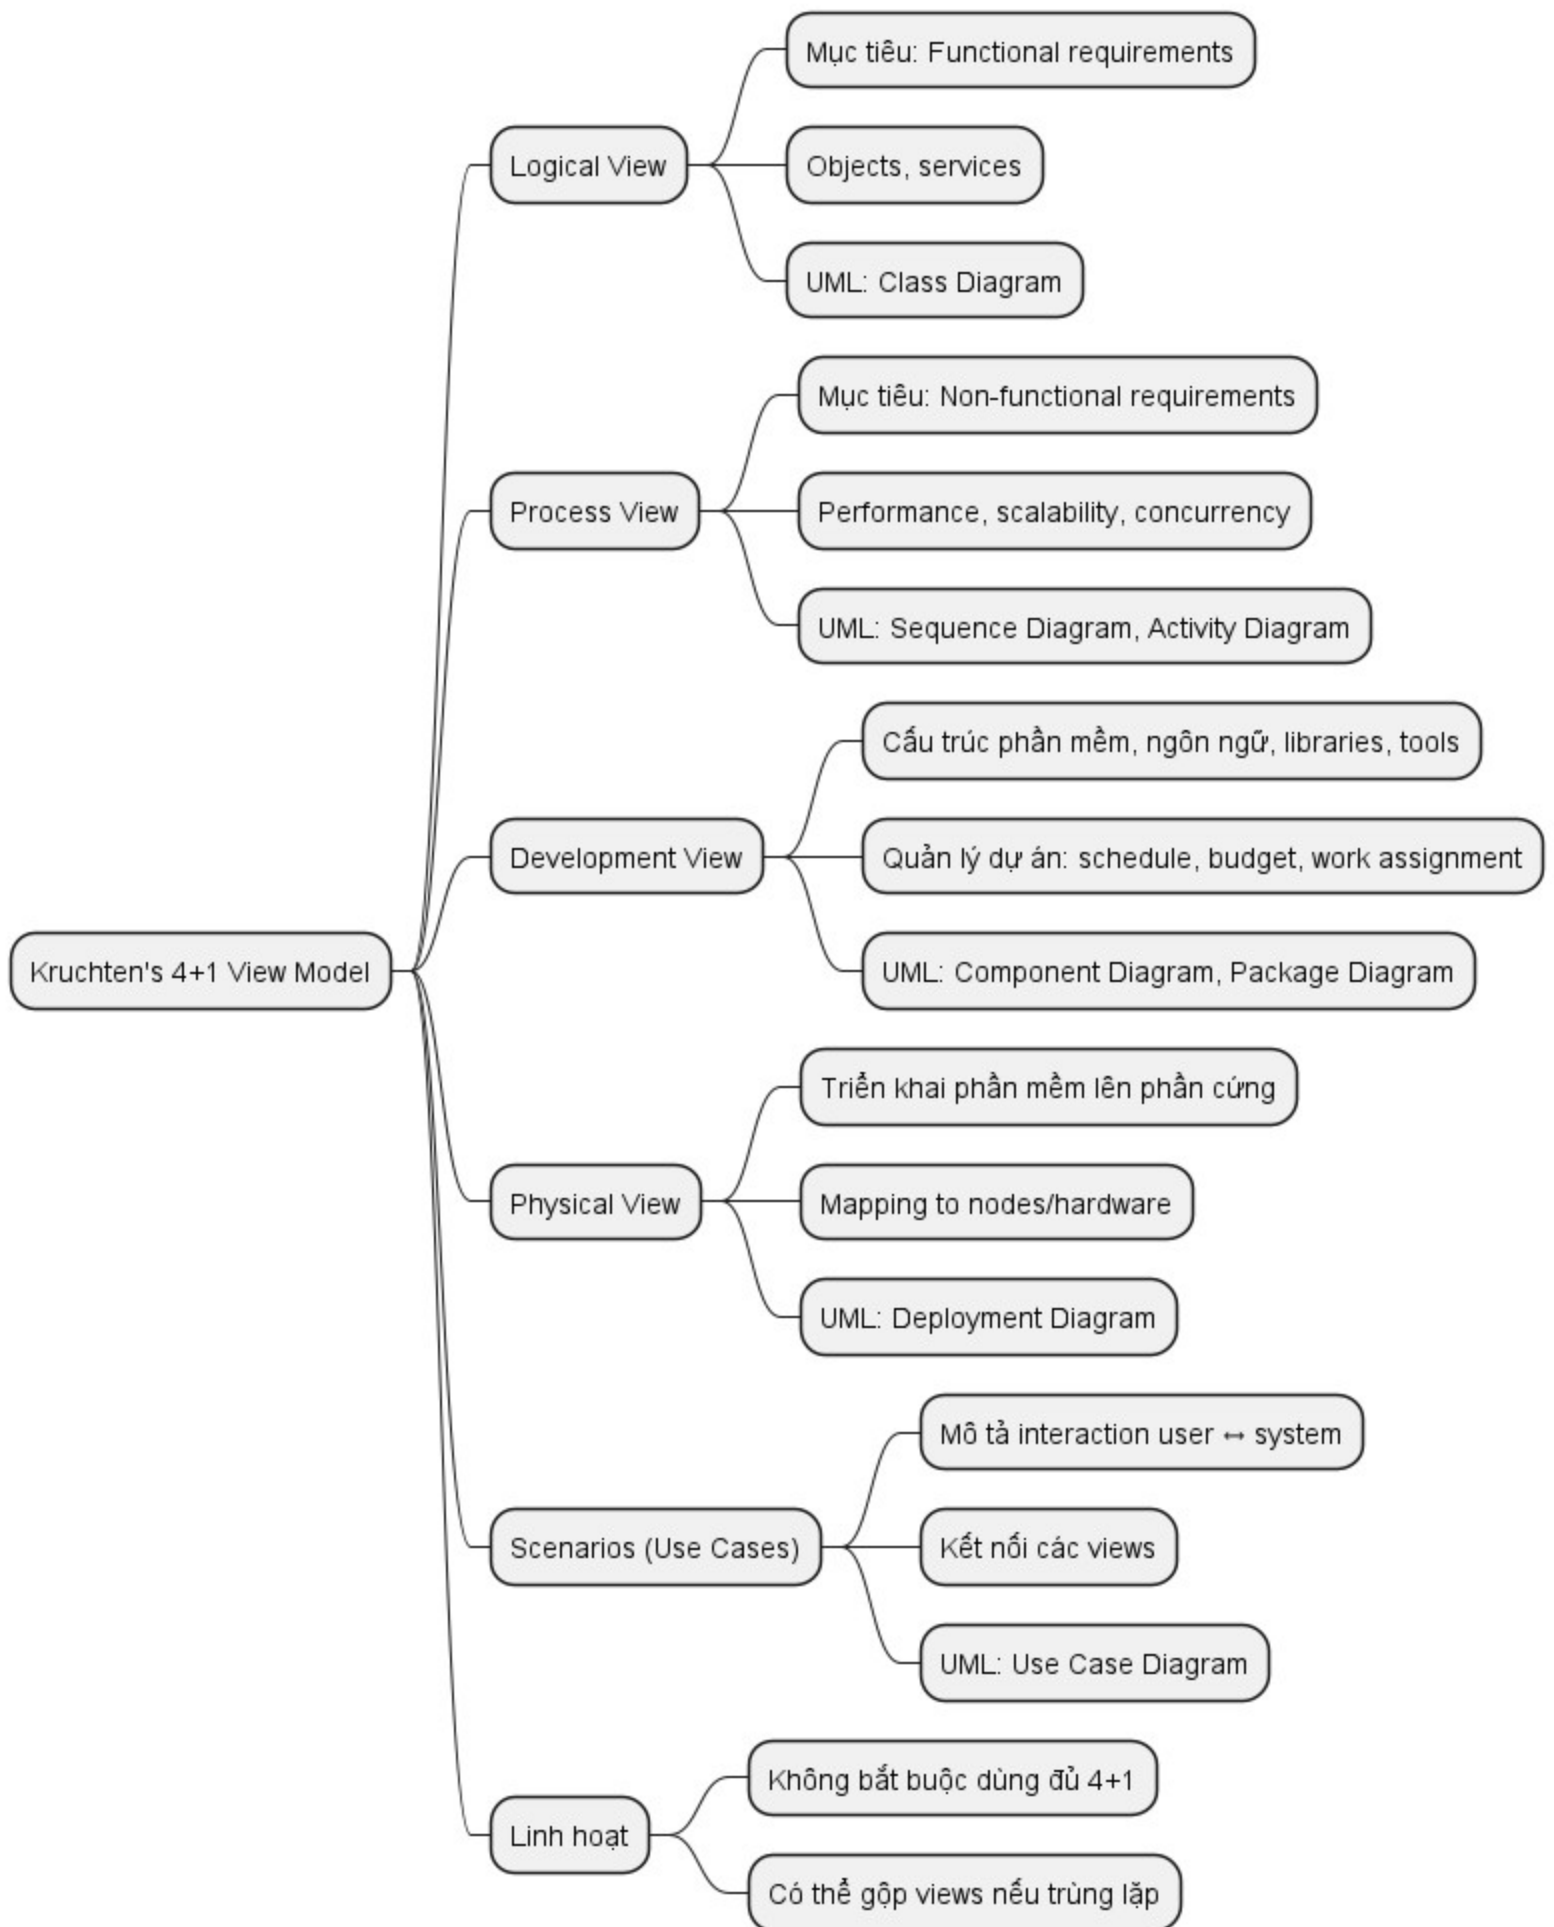 Kruchten's 4+1 View Model
Logical View
Mục tiêu: Functional requirements
Objects, services
UML: Class Diagram
Process View
Mục tiêu: Non-functional requirements
Performance, scalability, concurrency
UML: Sequence Diagram, Activity Diagram
Development View
Cấu trúc phần mềm, ngôn ngữ, libraries, tools
Quản lý dự án: schedule, budget, work assignment
UML: Component Diagram, Package Diagram
Physical View
Triển khai phần mềm lên phần cứng
Mapping to nodes/hardware
UML: Deployment Diagram
Scenarios (Use Cases)
Mô tả interaction user ↔ system
Kết nối các views
UML: Use Case Diagram
Linh hoạt
Không bắt buộc dùng đủ 4+1
Có thể gộp views nếu trùng lặp